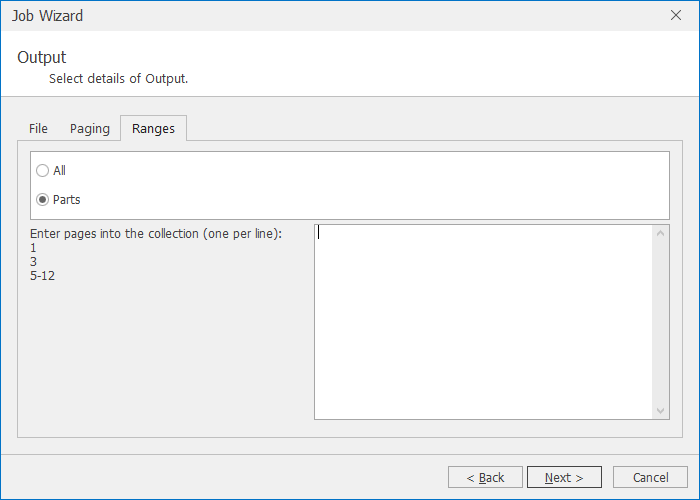 Job Wizard
Output
Select details of Output.
File Paging Ranges
All
Parts
Enter pages into the collection (one per line):
1
3
5-12
< Back Next > Cancel